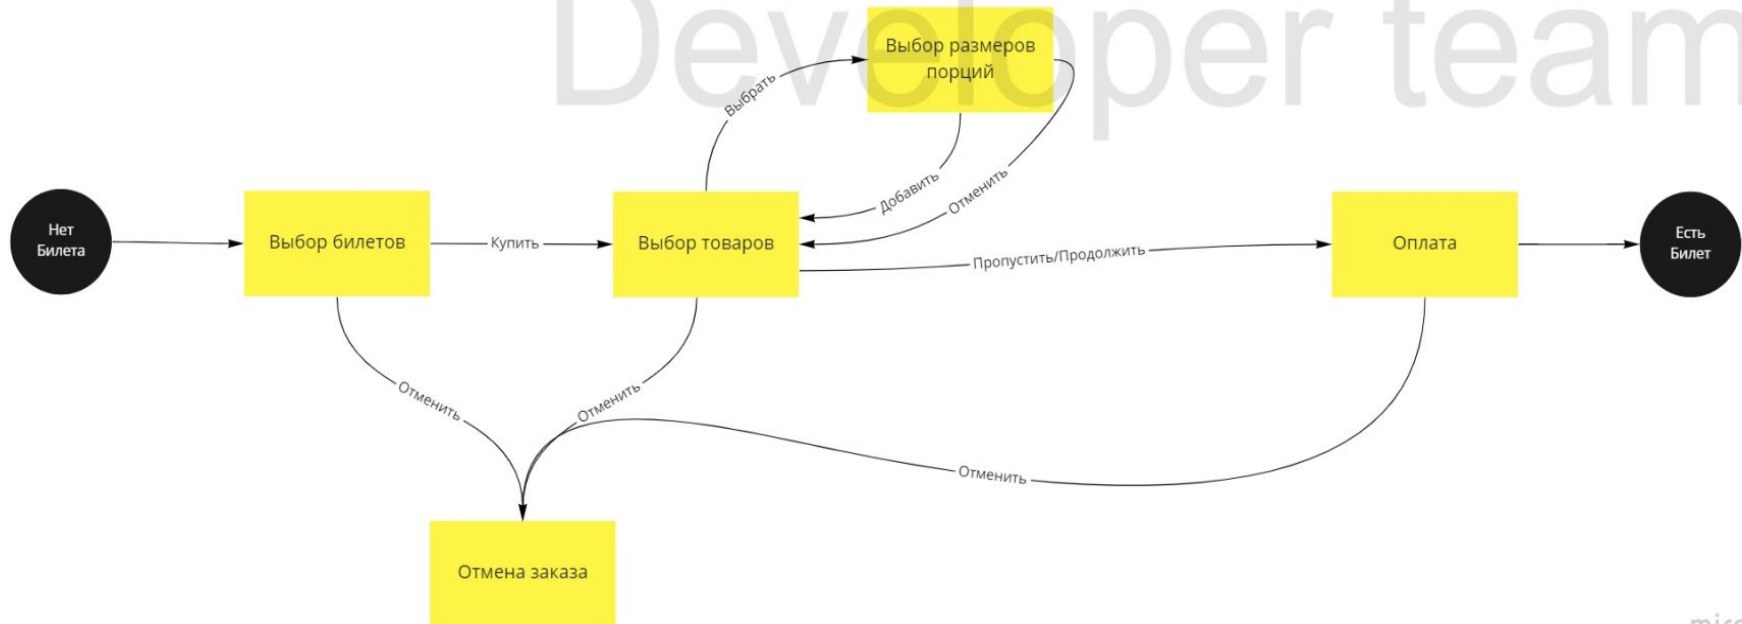 Developer team
Выбор размеров
порций
Выбрать
Добавить
Отменить
Нет
Билета
Выбор билетов
Купить
Выбор товаров
Пропустить/Продолжить
Оплата
Есть
Билет
Отменить
Отменить
Отменить
Отмена заказа